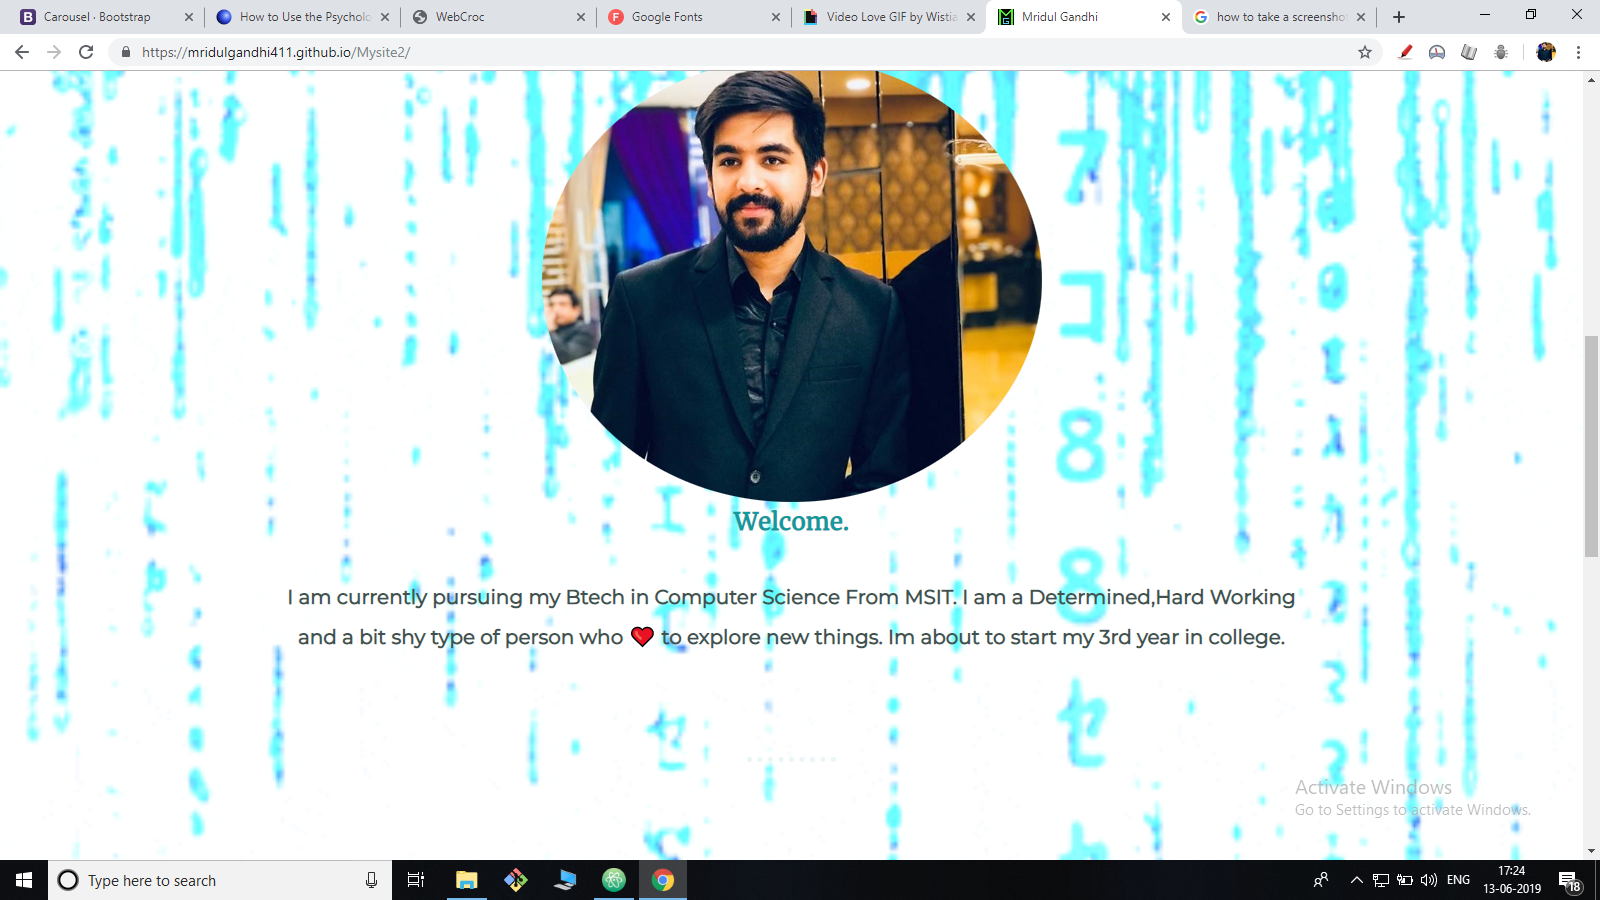 Carousel · Bootstrap
How to Use the Psycholo
WebCroc
Google Fonts
Video Love GIF by Wistia
Mridul Gandhi
how to take a screensho
https://mridulgandhi411.github.io/Mysite2/
Welcome.
I am currently pursuing my Btech in Computer Science From MSIT. I am a Determined,Hard Working
and a bit shy type of person who ❤ to explore new things. Im about to start my 3rd year in college.
Activate Windows
Go to Settings to activate Windows.
Type here to search
ENG
17:24
13-06-2019
18